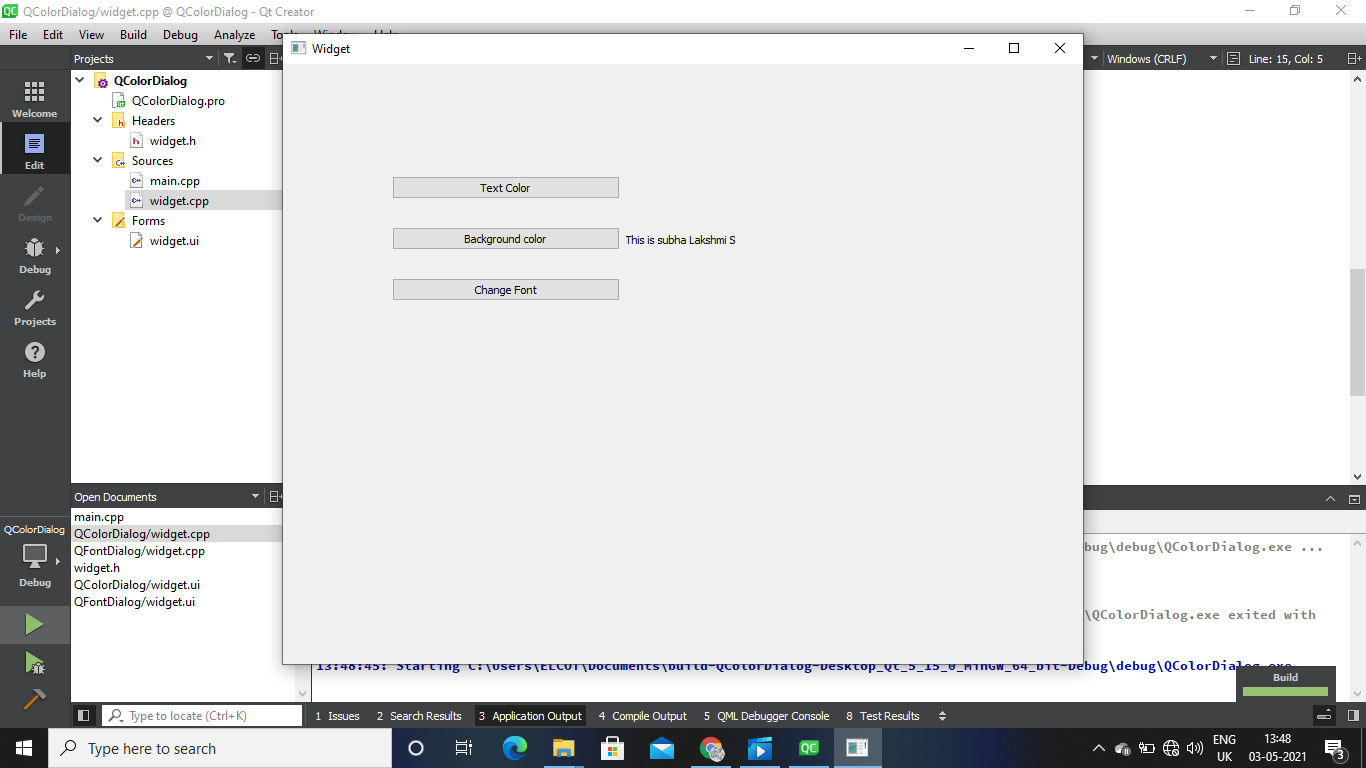 QColorDialog/widget.cpp @ QColorDialog - Qt Creator
File Edit View Build Debug Analyze
Widget
Projects
Windows (CRLF) Line: 15, Col: 5
Welcome
Edit
Design
Debug
Projects
Help
QColorDialog
QColorDialog.pro
Headers
widget.h
Sources
main.cpp
widget.cpp
Forms
widget.ui
Text Color
Background color This is subha Lakshmi S
Change Font
Open Documents
main.cpp
QColorDialog/widget.cpp
QFontDialog/widget.cpp
widget.h
QColorDialog/widget.ui
QFontDialog/widget.ui
QColorDialog
Debug
bug\debug\QColorDialog.exe ...
\QColorDialog.exe exited with
13:48:45: Starting C:\Users\ELCOT\Documents\build-QColorDialog-Desktop_Qt_5_15_0_MinGW_64_bit-Debug\debug\QColorDialog.exe
Build
Type to locate (Ctrl+K) 1 Issues 2 Search Results 3 Application Output 4 Compile Output 5 QML Debugger Console 8 Test Results
Type here to search
ENG
UK
13:48
03-05-2021
3